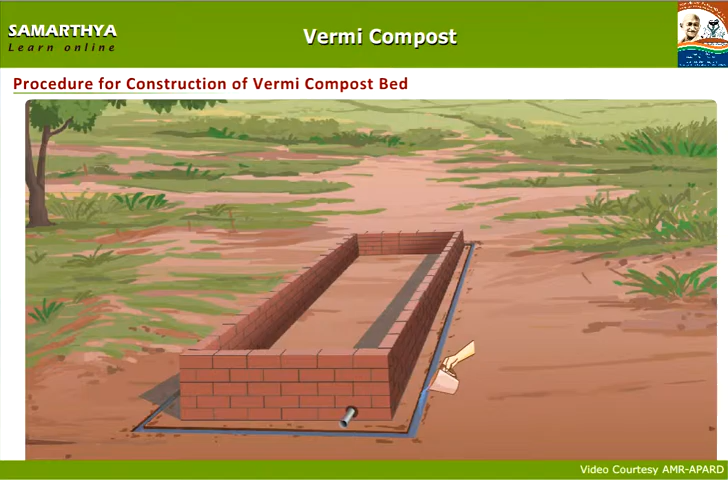 SAMARTHYA
Learn online
Vermi Compost
Procedure for Construction of Vermi Compost Bed
Video Courtesy AMR-APARD